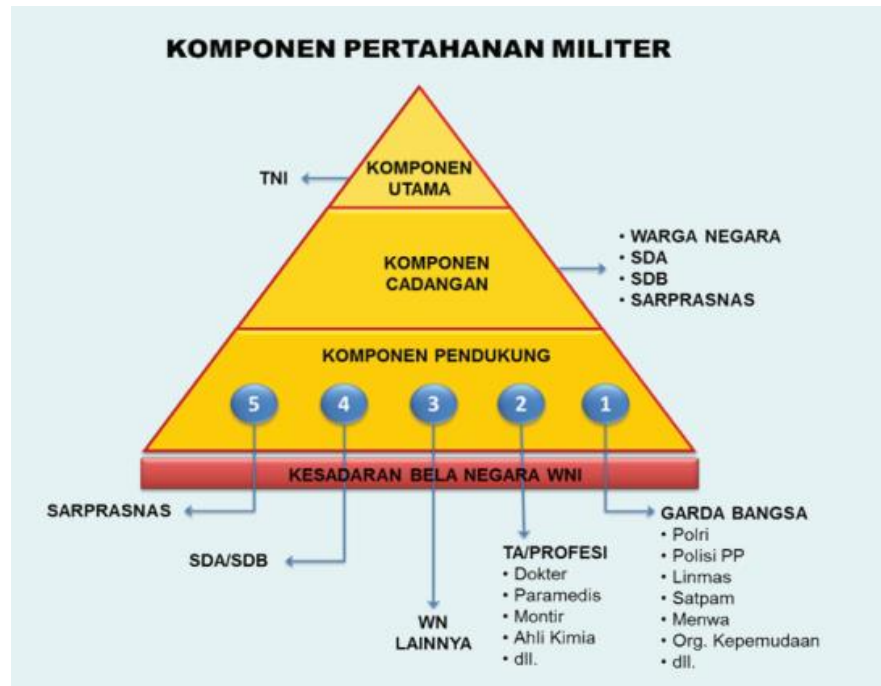 KOMPONEN PERTAHANAN MILITER
KOMPONEN
UTAMA
TNI
KOMPONEN
CADANGAN
• WARGA NEGARA
• SDA
• SDB
• SARPRASNAS
KOMPONEN PENDUKUNG
5
4
3
2
1
KESADARAN BELA NEGARA WNI
SARPRASNAS
SDA/SDB
WN
LAINNYA
TA/PROFESI
• Dokter
• Paramedis
• Montir
• Ahli Kimia
• dll.
GARDA BANGSA
• Polri
• Polisi PP
• Linmas
• Satpam
• Menwa
• Org. Kepemudaan
• dll.